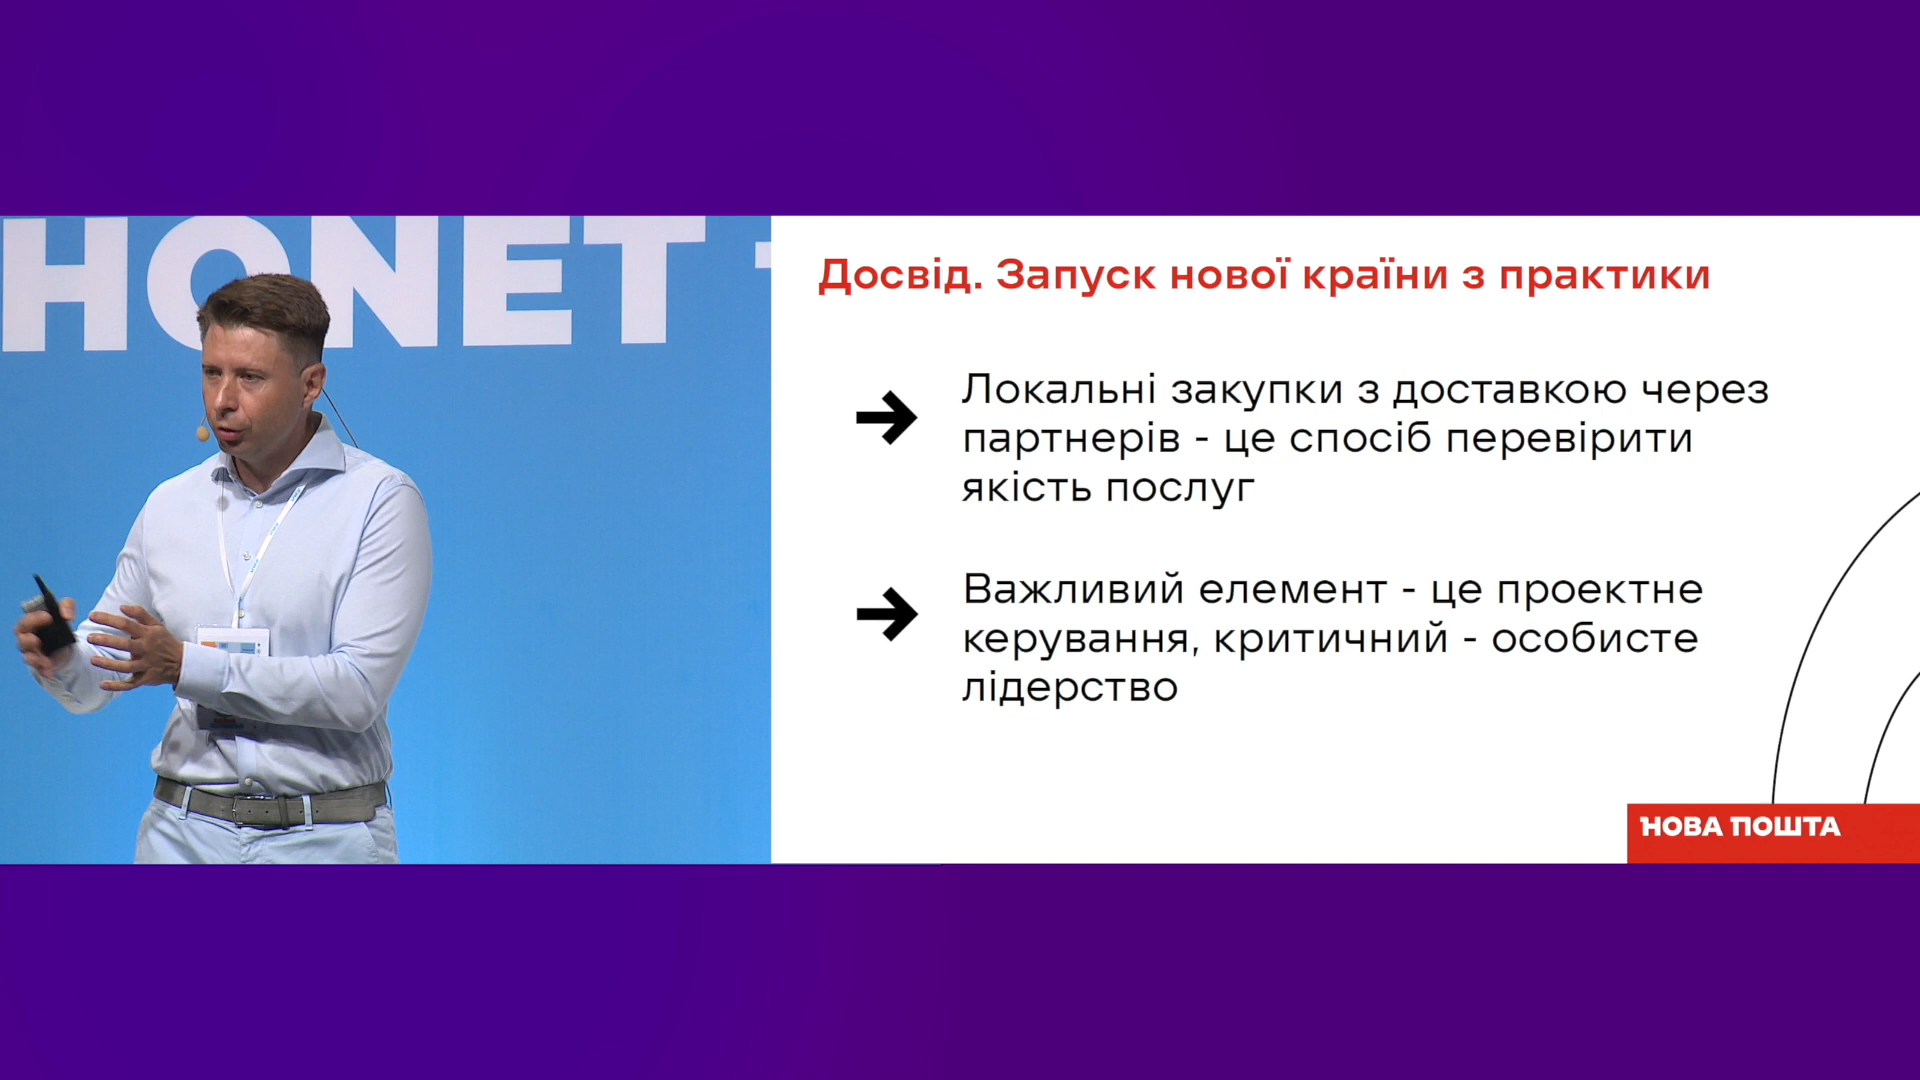 HONET
Досвід. Запуск нової країни з практики
Локальні закупки з доставкою через
партнерів - це спосіб перевірити
якість послуг
Важливий елемент - це проектне
керування, критичний - особисте
лідерство
НОВА ПОШТА